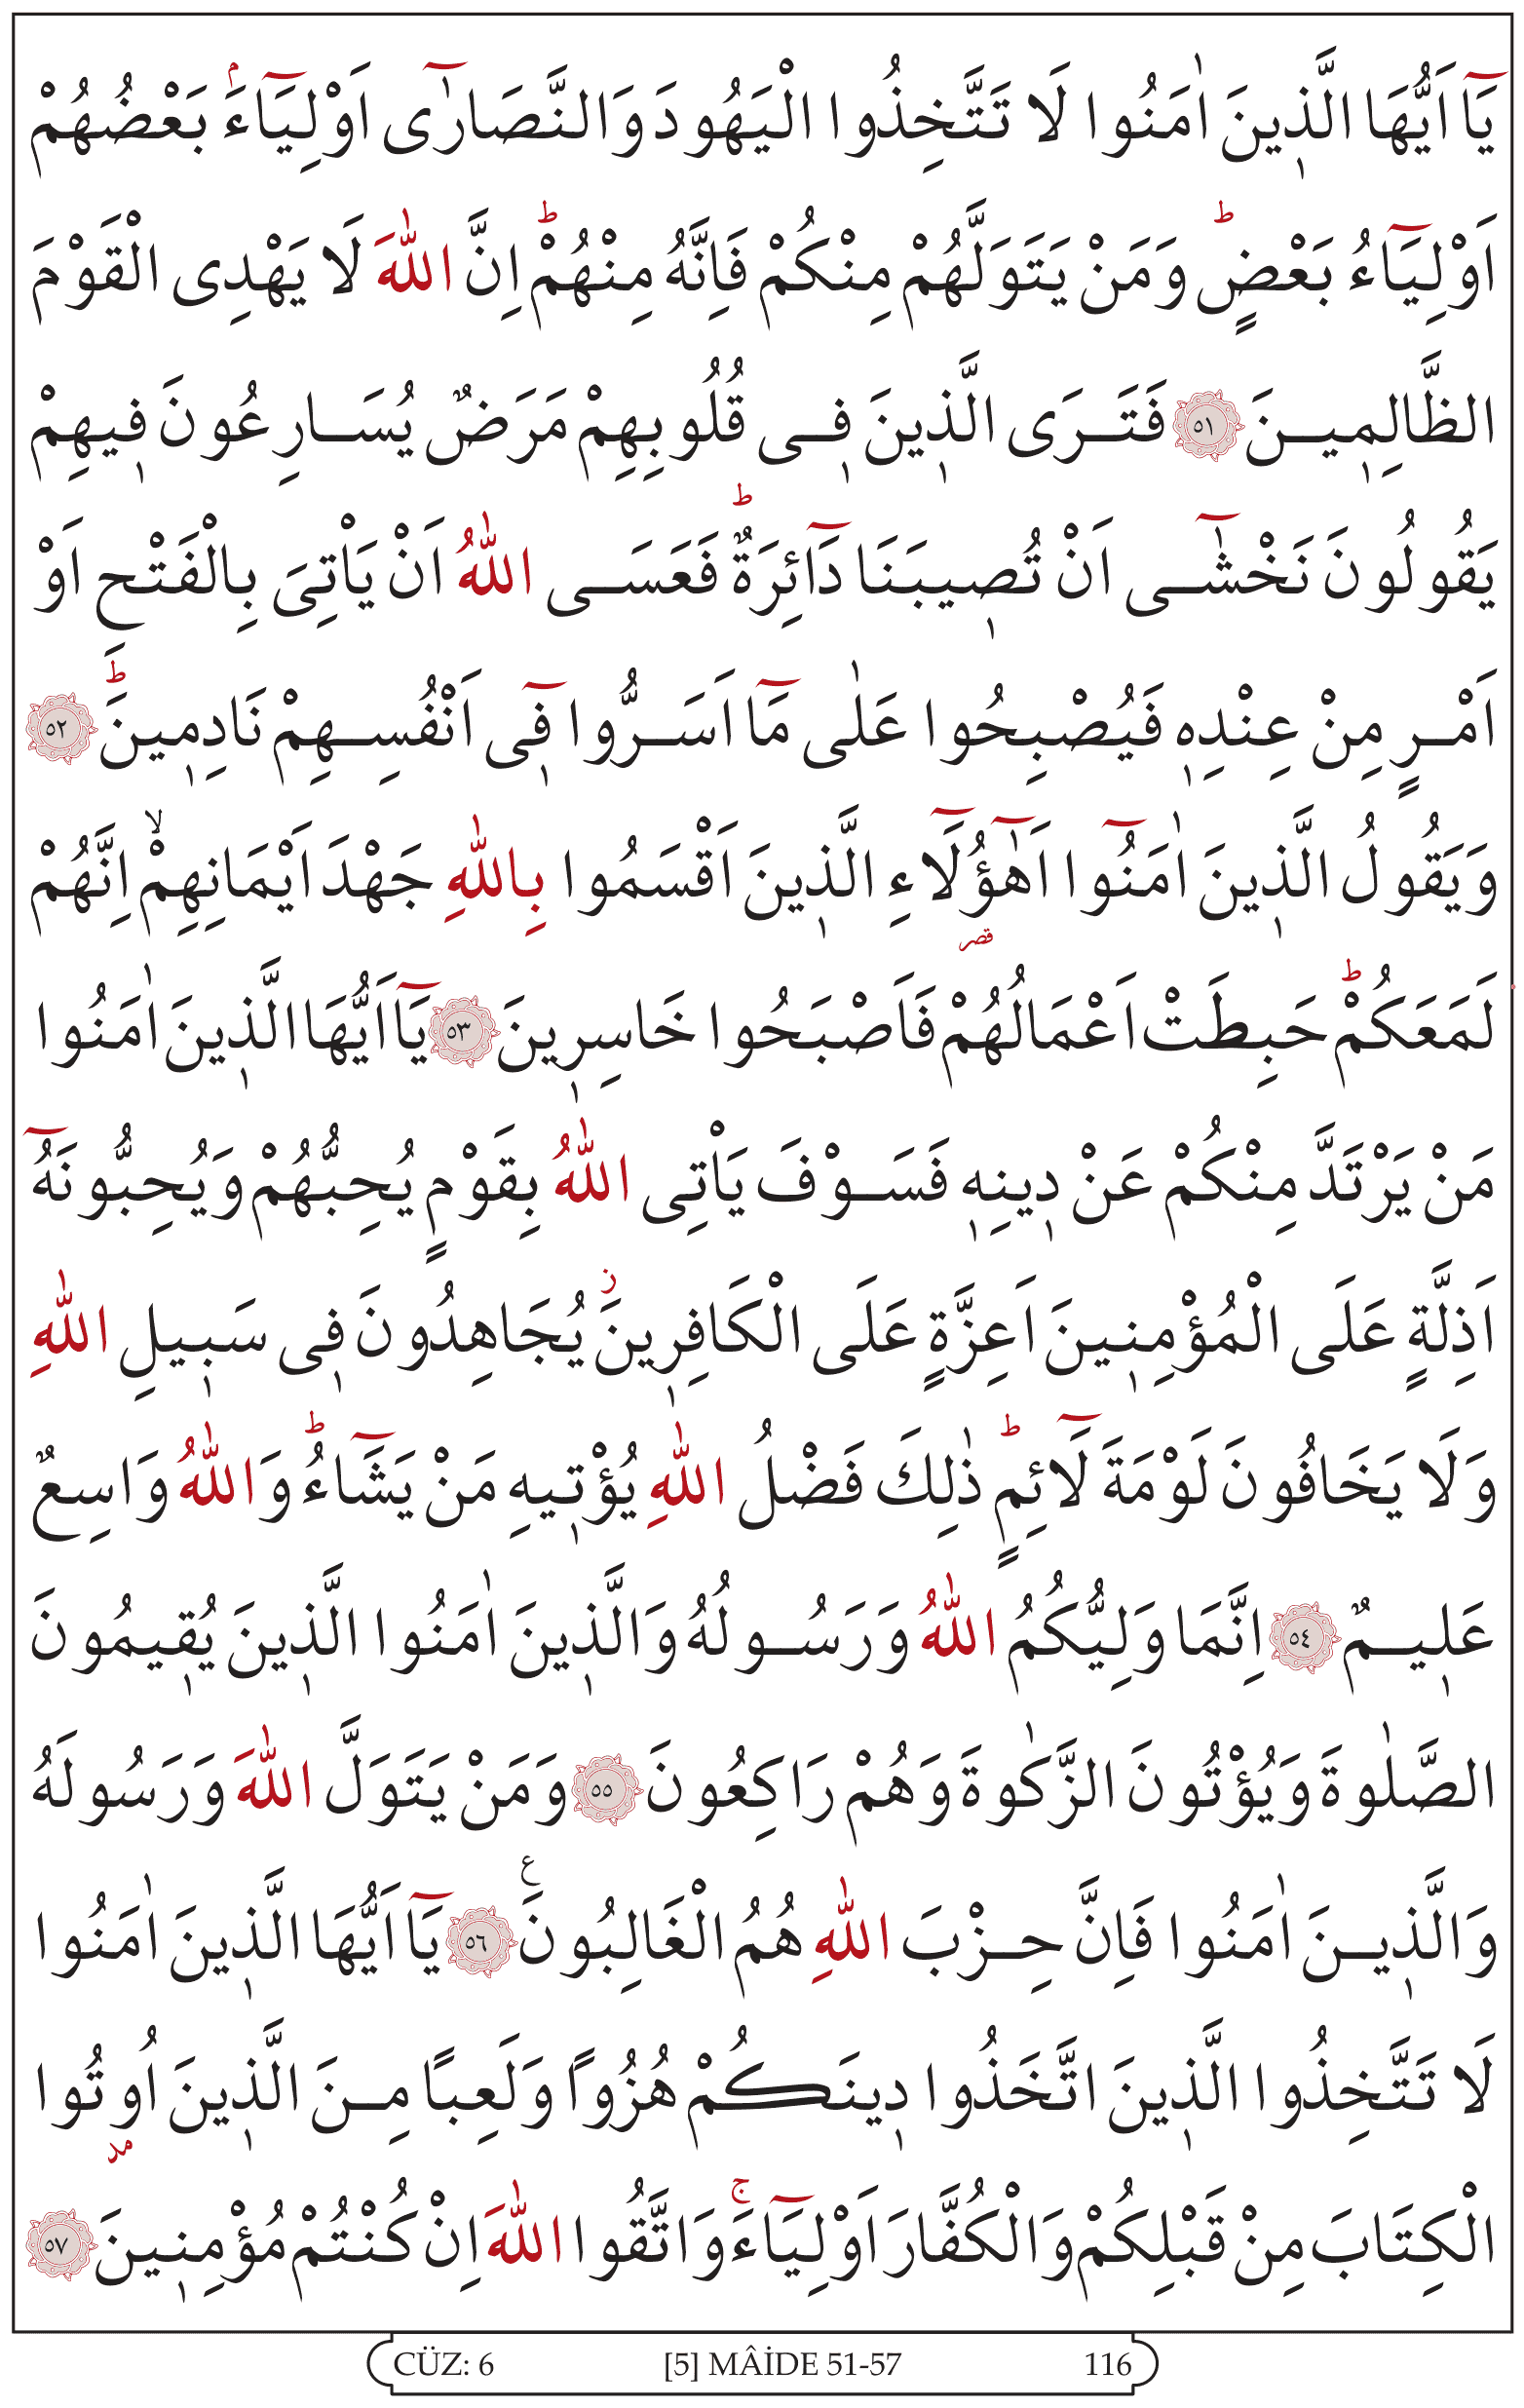 يَٓا اَيُّهَا الَّذ۪ينَ اٰمَنُوا لَا تَتَّخِذُوا الْيَهُودَ وَالنَّصَارٰٓى اَوْلِيَٓاءَۢ بَعْضُهُمْ
اَوْلِيَٓاءُ بَعْضٍۜ وَمَنْ يَتَوَلَّهُمْ مِنْكُمْ فَاِنَّهُ مِنْهُمْۜ اِنَّ اللّٰهَ لَا يَهْدِى الْقَوْمَ
الظَّالِم۪ينَ ﴿٥١﴾ فَتَرَى الَّذ۪ينَ ف۪ى قُلُوبِهِمْ مَرَضٌ يُسَارِعُونَ ف۪يهِمْ
يَقُولُونَ نَخْشٰٓى اَنْ تُص۪يبَنَا دَٓائِرَةٌۜ فَعَسَى اللّٰهُ اَنْ يَاْتِىَ بِالْفَتْحِ اَوْ
اَمْرٍ مِنْ عِنْدِه۪ فَيُصْبِحُوا عَلٰى مَٓا اَسَرُّوا ف۪ٓى اَنْفُسِهِمْ نَادِم۪ينَۜ ﴿٥٢﴾
وَيَقُولُ الَّذ۪ينَ اٰمَنُٓوا اَهٰٓؤُ۬لَٓاءِ الَّذ۪ينَ اَقْسَمُوا بِاللّٰهِ جَهْدَ اَيْمَانِهِمْۙ اِنَّهُمْ
قصر
لَمَعَكُمْۜ حَبِطَتْ اَعْمَالُهُمْ فَاَصْبَحُوا خَاسِر۪ينَ ﴿٥٣﴾ يَٓا اَيُّهَا الَّذ۪ينَ اٰمَنُوا
مَنْ يَرْتَدَّ مِنْكُمْ عَنْ د۪ينِه۪ فَسَوْفَ يَاْتِى اللّٰهُ بِقَوْمٍ يُحِبُّهُمْ وَيُحِبُّونَهُٓ
اَذِلَّةٍ عَلَى الْمُؤْمِن۪ينَ اَعِزَّةٍ عَلَى الْكَافِر۪ينَۘ يُجَاهِدُونَ ف۪ى سَب۪يلِ اللّٰهِ
وَلَا يَخَافُونَ لَوْمَةَ لَٓائِمٍۜ ذٰلِكَ فَضْلُ اللّٰهِ يُؤْت۪يهِ مَنْ يَشَٓاءُۜ وَاللّٰهُ وَاسِعٌ
عَل۪يمٌ ﴿٥٤﴾ اِنَّمَا وَلِيُّكُمُ اللّٰهُ وَرَسُولُهُ وَالَّذ۪ينَ اٰمَنُوا الَّذ۪ينَ يُق۪يمُونَ
الصَّلٰوةَ وَيُؤْتُونَ الزَّكٰوةَ وَهُمْ رَاكِعُونَ ﴿٥٥﴾ وَمَنْ يَتَوَلَّ اللّٰهَ وَرَسُولَهُ
وَالَّذ۪ينَ اٰمَنُوا فَاِنَّ حِزْبَ اللّٰهِ هُمُ الْغَالِبُونَ۟ ﴿٥٦﴾ يَٓا اَيُّهَا الَّذ۪ينَ اٰمَنُوا
لَا تَتَّخِذُوا الَّذ۪ينَ اتَّخَذُوا د۪ينَكُمْ هُزُوًا وَلَعِبًا مِنَ الَّذ۪ينَ اُو۫تُوا
مد
الْكِتَابَ مِنْ قَبْلِكُمْ وَالْكُفَّارَ اَوْلِيَٓاءَۚ وَاتَّقُوا اللّٰهَ اِنْ كُنْتُمْ مُؤْمِن۪ينَ ﴿٥٧﴾
CÜZ: 6 [5] MÂİDE 51-57 116